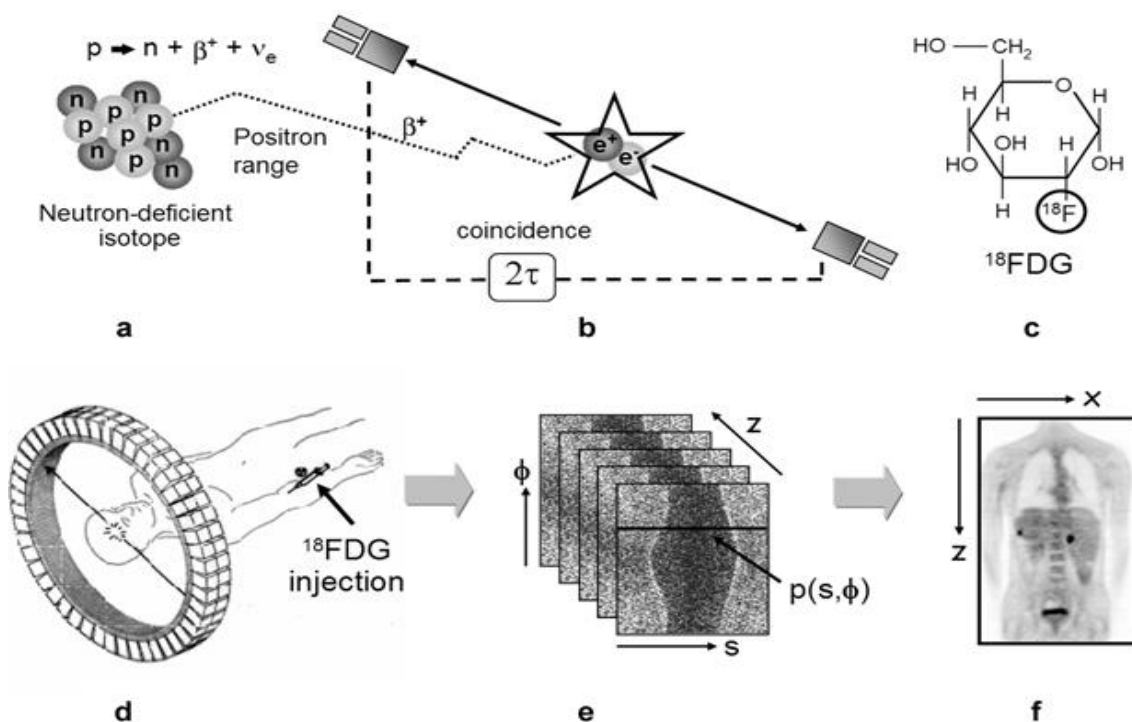 p → n + β⁺ + νₑ
n n
p
p p p
n n
p n
Positron
range
Neutron-deficient
isotope
a
β⁺
e⁺
e⁻
coincidence
2τ
b
HO CH₂
O
H H H
OH H
HO OH
H ¹⁸F
¹⁸FDG
c
¹⁸FDG
injection
d
z
ϕ
p(s,ϕ)
s
e
x
z
f